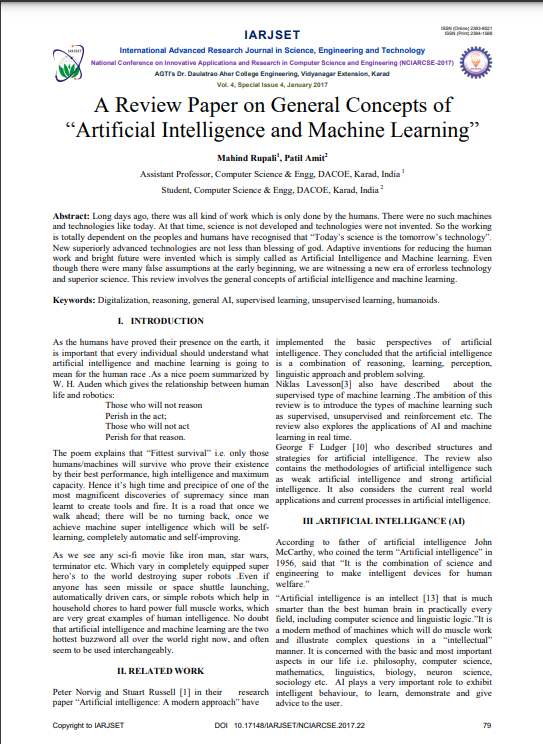 IARJSET
ISSN (Online) 2393-8021
ISSN (Print) 2394-1588
IARJSET
International Advanced Research Journal in Science, Engineering and Technology
National Conference on Innovative Applications and Research in Computer Science and Engineering (NCIARCSE-2017)
AGTI's Dr. Daulatrao Aher College Engineering, Vidyanagar Extension, Karad
Vol. 4, Special Issue 4, January 2017
A Review Paper on General Concepts of
“Artificial Intelligence and Machine Learning”
Mahind Rupali1, Patil Amit2
Assistant Professor, Computer Science & Engg, DACOE, Karad, India 1
Student, Computer Science & Engg, DACOE, Karad, India 2
Abstract: Long days ago, there was all kind of work which is only done by the humans. There were no such machines
and technologies like today. At that time, science is not developed and technologies were not invented. So the working
is totally dependent on the peoples and humans have recognised that “Today's science is the tomorrow's technology”.
New superiorly advanced technologies are not less than blessing of god. Adaptive inventions for reducing the human
work and bright future were invented which is simply called as Artificial Intelligence and Machine learning. Even
though there were many false assumptions at the early beginning, we are witnessing a new era of errorless technology
and superior science. This review involves the general concepts of artificial intelligence and machine learning.
Keywords: Digitalization, reasoning, general AI, supervised learning, unsupervised learning, humanoids.
I. INTRODUCTION
As the humans have proved their presence on the earth, it
is important that every individual should understand what
artificial intelligence and machine learning is going to
mean for the human race .As a nice poem summarized by
W. H. Auden which gives the relationship between human
life and robotics:
Those who will not reason
Perish in the act;
Those who will not act
Perish for that reason.
The poem explains that “Fittest survival” i.e. only those
humans/machines will survive who prove their existence
by their best performance, high intelligence and maximum
capacity. Hence it's high time and precipice of one of the
most magnificent discoveries of supremacy since man
learnt to create tools and fire. It is a road that once we
walk ahead; there will be no turning back, once we
achieve machine super intelligence which will be self-
learning, completely automatic and self-improving.
As we see any sci-fi movie like iron man, star wars,
terminator etc. Which vary in completely equipped super
hero's to the world destroying super robots .Even if
anyone has seen missile or space shuttle launching,
automatically driven cars, or simple robots which help in
household chores to hard power full muscle works, which
are very great examples of human intelligence. No doubt
that artificial intelligence and machine learning are the two
hottest buzzword all over the world right now, and often
seem to be used interchangeably.
II. RELATED WORK
Peter Norvig and Stuart Russell [1] in their research
paper “Artificial intelligence: A modern approach” have
implemented the basic perspectives of artificial
intelligence. They concluded that the artificial intelligence
is a combination of reasoning, learning, perception,
linguistic approach and problem solving.
Niklas Lavesson[3] also have described about the
supervised type of machine learning .The ambition of this
review is to introduce the types of machine learning such
as supervised, unsupervised and reinforcement etc. The
review also explores the applications of AI and machine
learning in real time.
George F Ludger [10] who described structures and
strategies for artificial intelligence. The review also
contains the methodologies of artificial intelligence such
as weak artificial intelligence and strong artificial
intelligence. It also considers the current real world
applications and current processes in artificial intelligence.
III .ARTIFICIAL INTELLIGANCE (AI)
According to father of artificial intelligence John
McCarthy, who coined the term “Artificial intelligence” in
1956, said that “It is the combination of science and
engineering to make intelligent devices for human
welfare.”
“Artificial intelligence is an intellect [13] that is much
smarter than the best human brain in practically every
field, including computer science and linguistic logic.”It is
a modern method of machines which will do muscle work
and illustrate complex questions in a “intellectual”
manner. It is concerned with the basic and most important
aspects in our life i.e. philosophy, computer science,
mathematics, linguistics, biology, neuron science,
sociology etc. AI plays a very important role to exhibit
intelligent behaviour, to learn, demonstrate and give
advice to the user.
Copyright to IARJSET
DOI 10.17148/IARJSET/NCIARCSE.2017.22
79